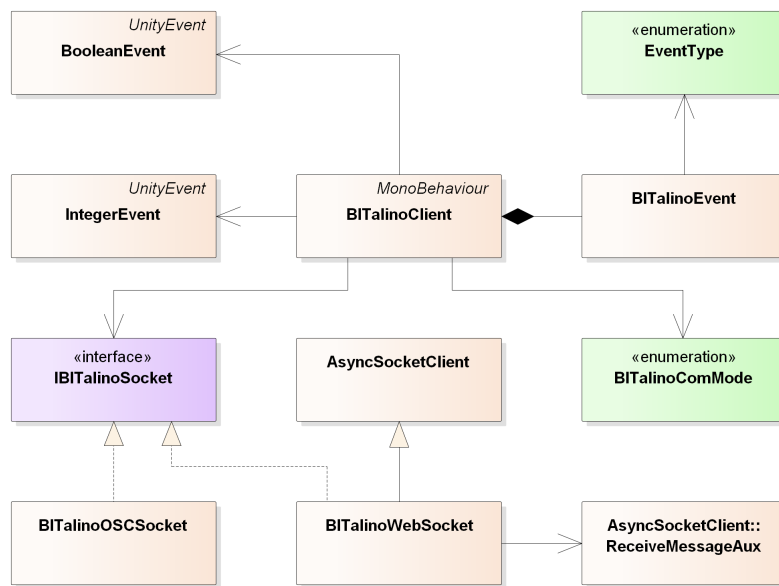 UnityEvent
BooleanEvent
«enumeration»
EventType
UnityEvent
IntegerEvent
MonoBehaviour
BITalinoClient
BITalinoEvent
«interface»
IBITalinoSocket
AsyncSocketClient
«enumeration»
BITalinoComMode
BITalinoOSCSocket
BITalinoWebSocket
AsyncSocketClient::
ReceiveMessageAux